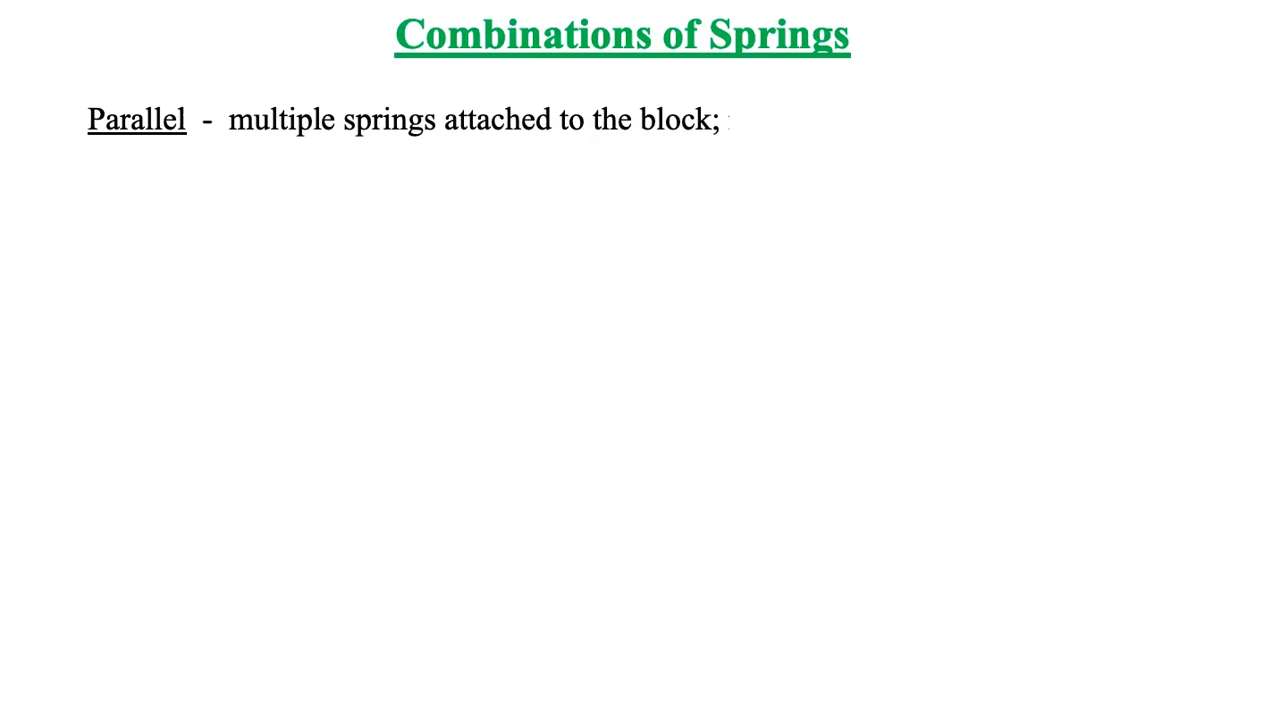 Combinations of Springs
Parallel - multiple springs attached to the block;